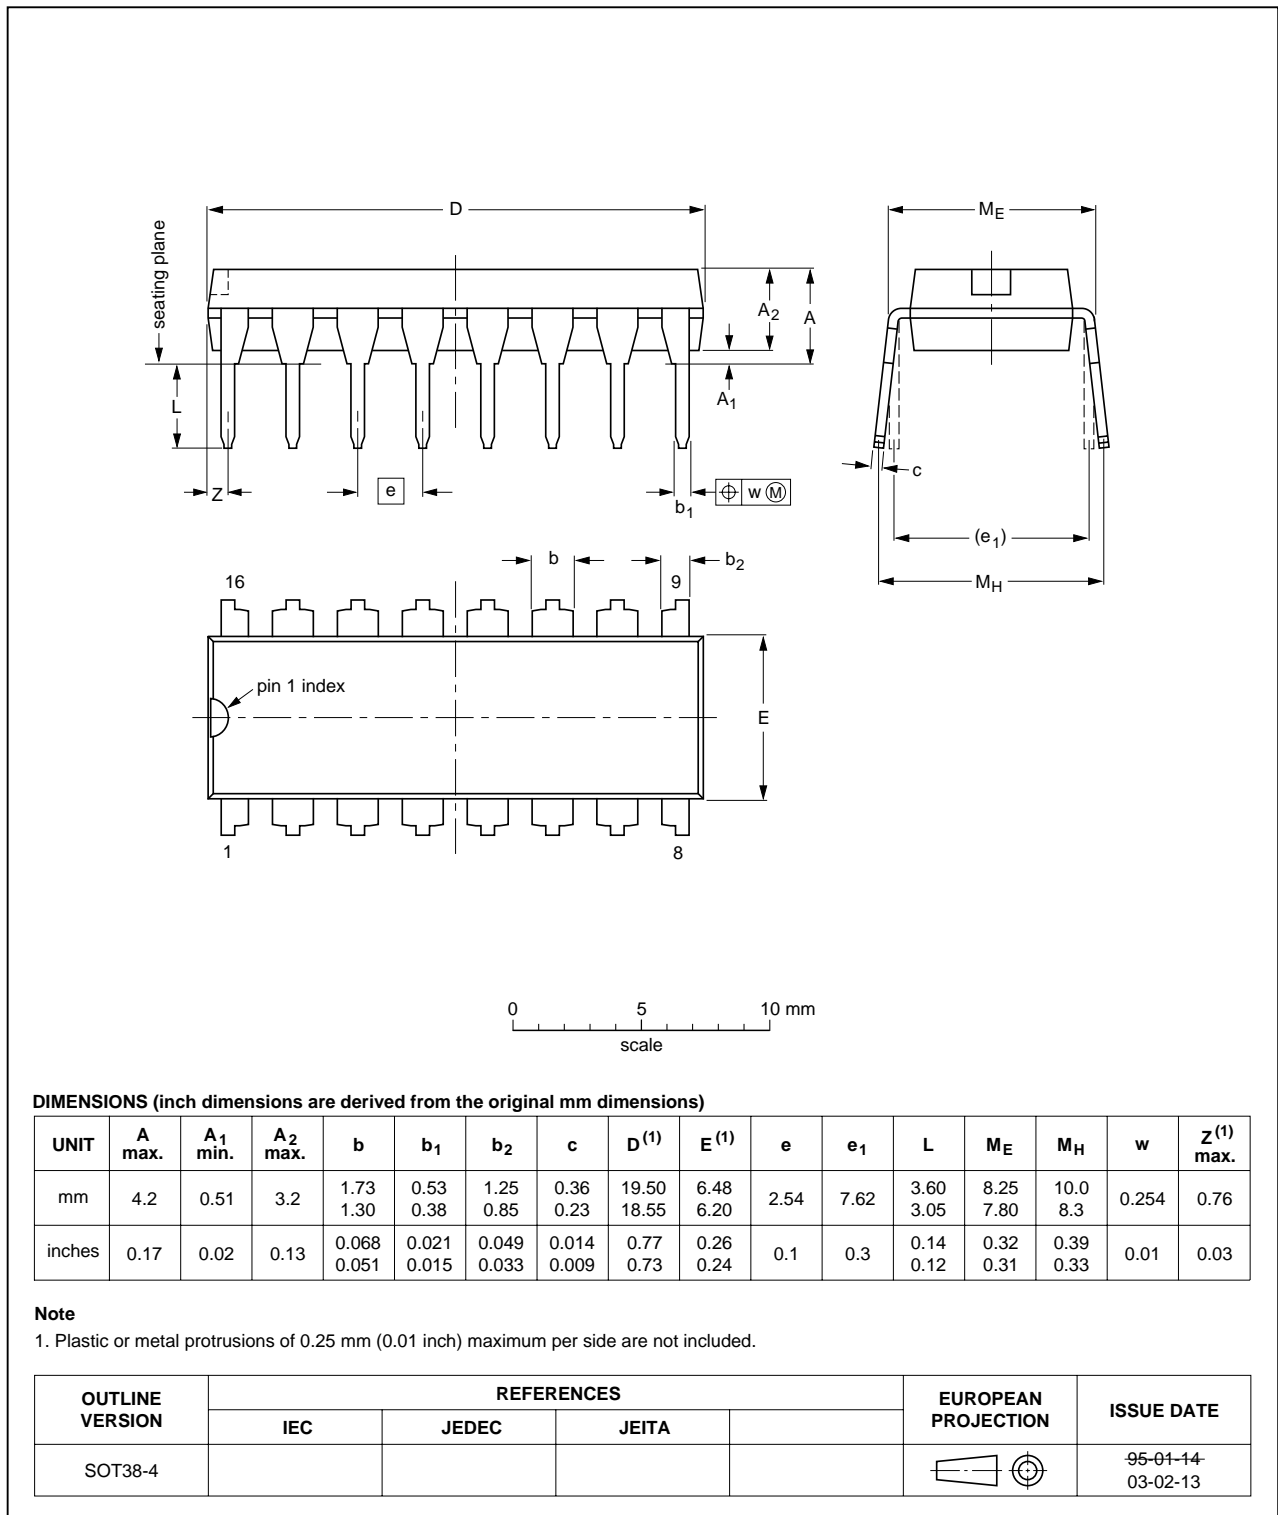 D
ME
seating plane
A2
A
A1
L
Z
e
b1
w M
c
(e1)
MH
b
b2
16
9
pin 1 index
E
1
8
0 5 10 mm
scale
DIMENSIONS (inch dimensions are derived from the original mm dimensions)
UNIT A max. A1 min. A2 max. b b1 b2 c D(1) E(1) e e1 L ME MH w Z(1) max.
mm 4.2 0.51 3.2 1.73 1.30 0.53 0.38 1.25 0.85 0.36 0.23 19.50 18.55 6.48 6.20 2.54 7.62 3.60 3.05 8.25 7.80 10.0 8.3 0.254 0.76
inches 0.17 0.02 0.13 0.068 0.051 0.021 0.015 0.049 0.033 0.014 0.009 0.77 0.73 0.26 0.24 0.1 0.3 0.14 0.12 0.32 0.31 0.39 0.33 0.01 0.03
Note
1. Plastic or metal protrusions of 0.25 mm (0.01 inch) maximum per side are not included.
OUTLINE VERSION REFERENCES EUROPEAN PROJECTION ISSUE DATE
IEC JEDEC JEITA
SOT38-4 95-01-14
03-02-13